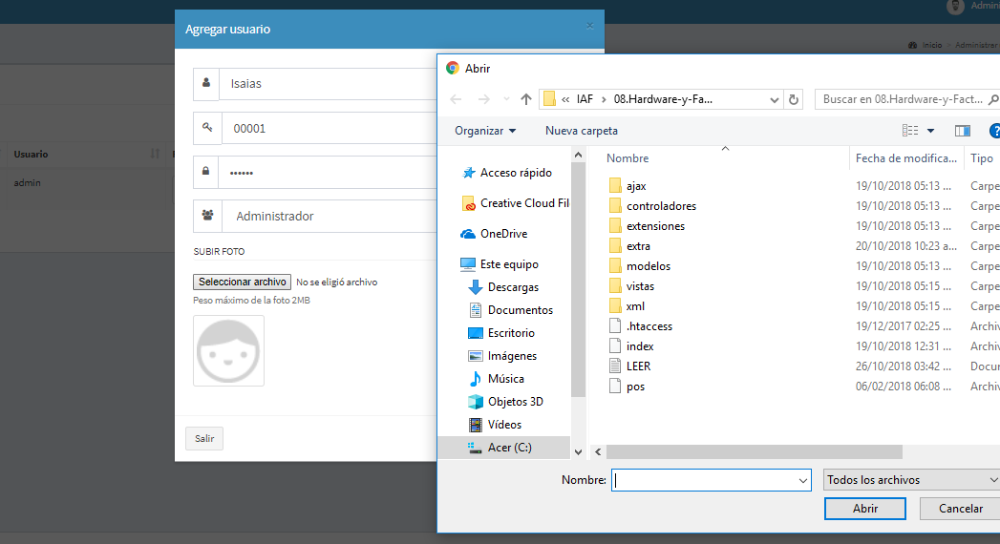 Admini
Agregar usuario
×
Inicio / Administrar
Isaias
00001
••••••
Administrador
SUBIR FOTO
Seleccionar archivo No se eligió archivo
Peso máximo de la foto 2MB
Salir
Usuario
admin
Abrir
« IAF › 08.Hardware-y-Fa...
Buscar en 08.Hardware-y-Fact...
Organizar
Nueva carpeta
?
Acceso rápido
Creative Cloud Fil
OneDrive
Este equipo
Descargas
Documentos
Escritorio
Imágenes
Música
Objetos 3D
Vídeos
Acer (C:)
Nombre Fecha de modifica... Tipo
ajax 19/10/2018 05:13 ... Carpe
controladores 19/10/2018 05:13 ... Carpe
extensiones 19/10/2018 05:13 ... Carpe
extra 20/10/2018 10:23 a... Carpe
modelos 19/10/2018 05:13 ... Carpe
vistas 19/10/2018 05:15 ... Carpe
xml 19/10/2018 05:15 ... Carpe
.htaccess 19/12/2017 02:25 ... Archiv
index 19/10/2018 12:31 ... Archiv
LEER 26/10/2018 03:42 ... Docur
pos 06/02/2018 06:08 ... Archiv
Nombre:
Todos los archivos
Abrir
Cancelar